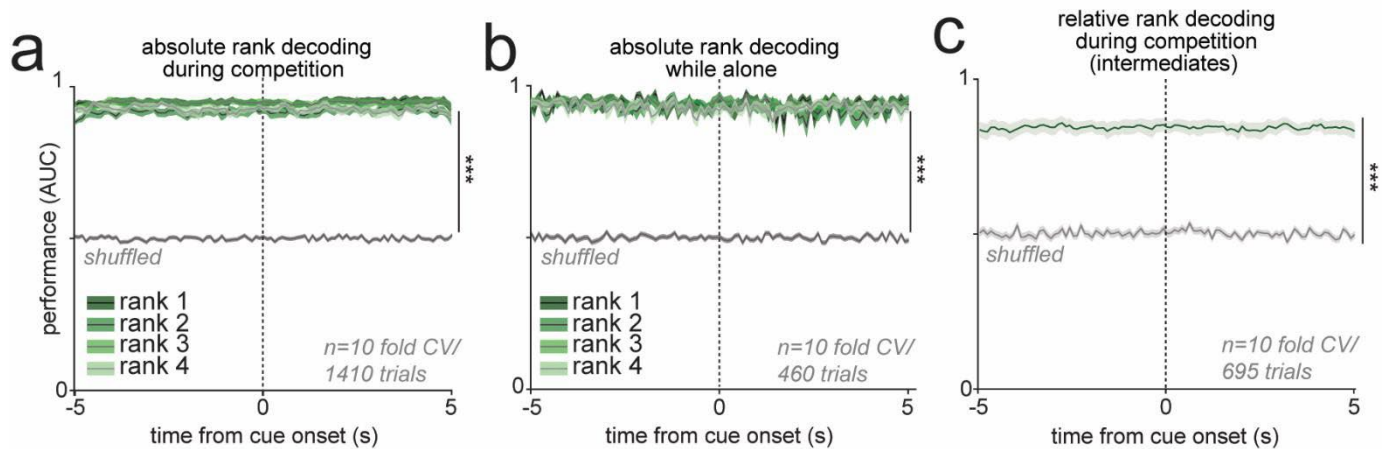 a
absolute rank decoding
during competition
performance (AUC)
1
0
shuffled
rank 1
rank 2
rank 3
rank 4
n=10 fold CV/
1410 trials
***
-5
0
5
time from cue onset (s)
b
absolute rank decoding
while alone
1
0
shuffled
rank 1
rank 2
rank 3
rank 4
n=10 fold CV/
460 trials
***
-5
0
5
time from cue onset (s)
c
relative rank decoding
during competition
(intermediates)
1
0
shuffled
n=10 fold CV/
695 trials
***
-5
0
5
time from cue onset (s)